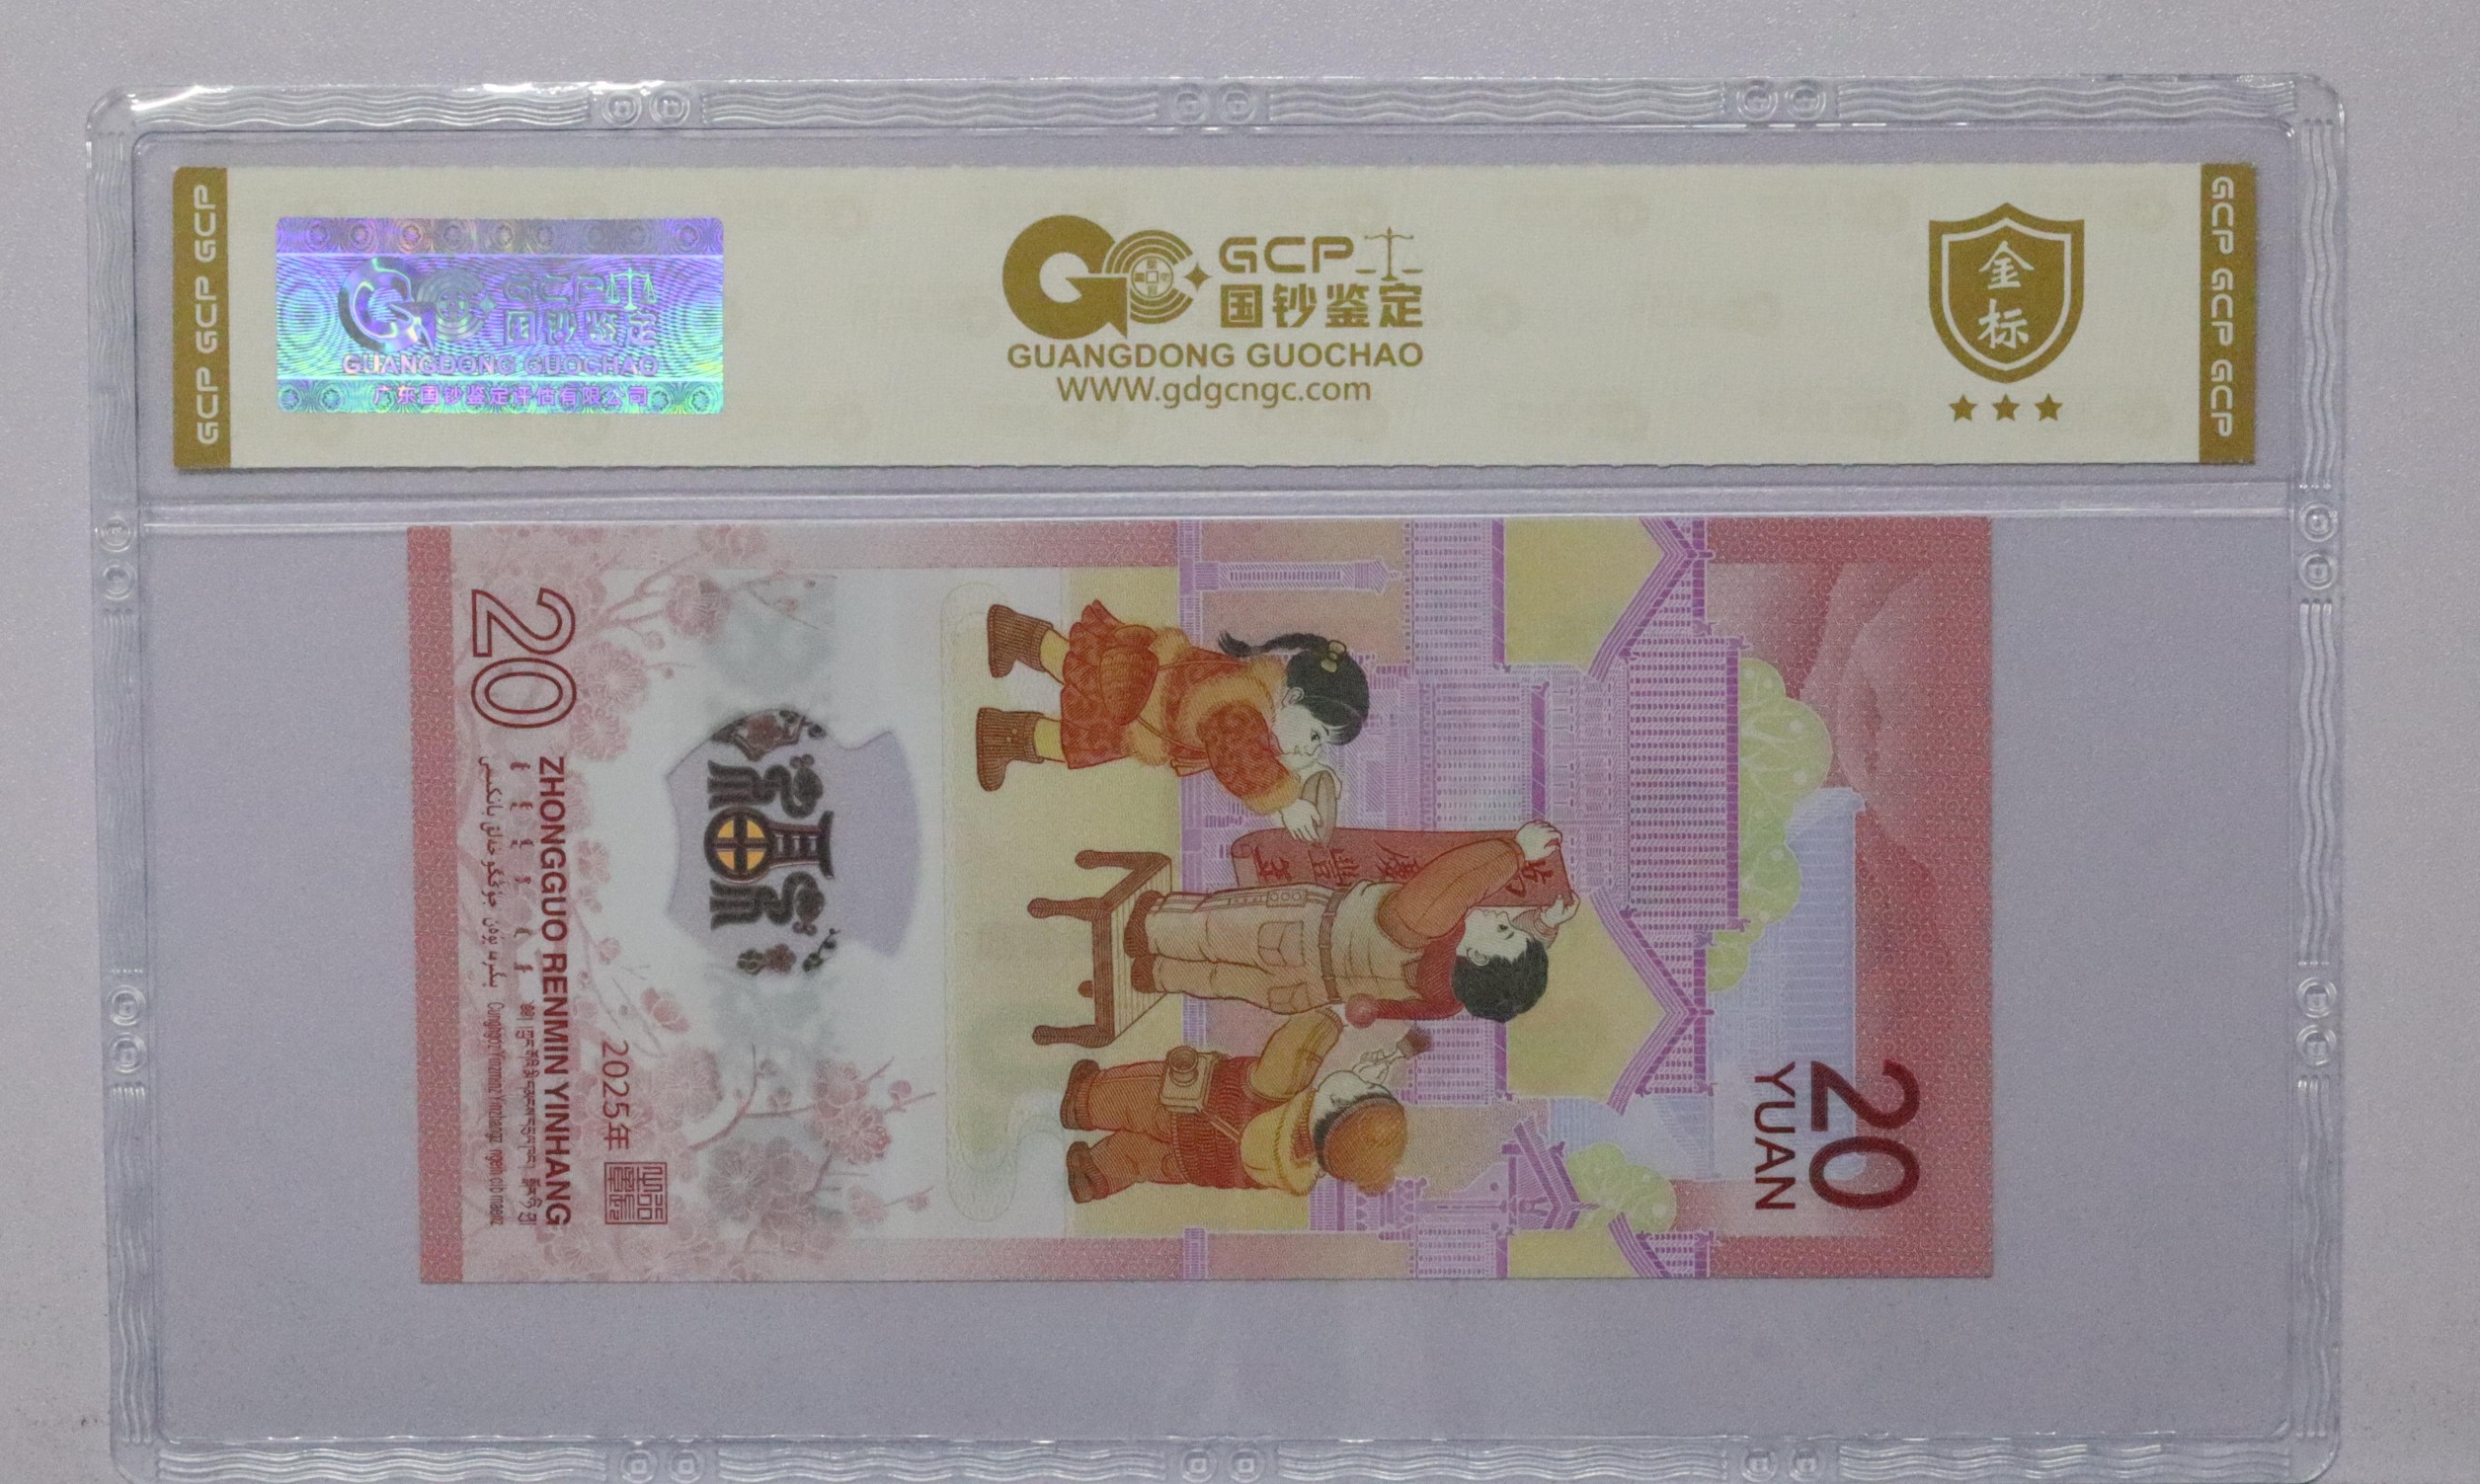 GCP GCP GCP
GCP
国钞鉴定
GUANGDONG GUOCHAO
广东国钞鉴定评估有限公司
GCP
国钞鉴定
GUANGDONG GUOCHAO
WWW.gdgcngc.com
金
标
GCP GCP GCP
20
YUAN
2025年
ZHONGGUO RENMIN YINHANG
20